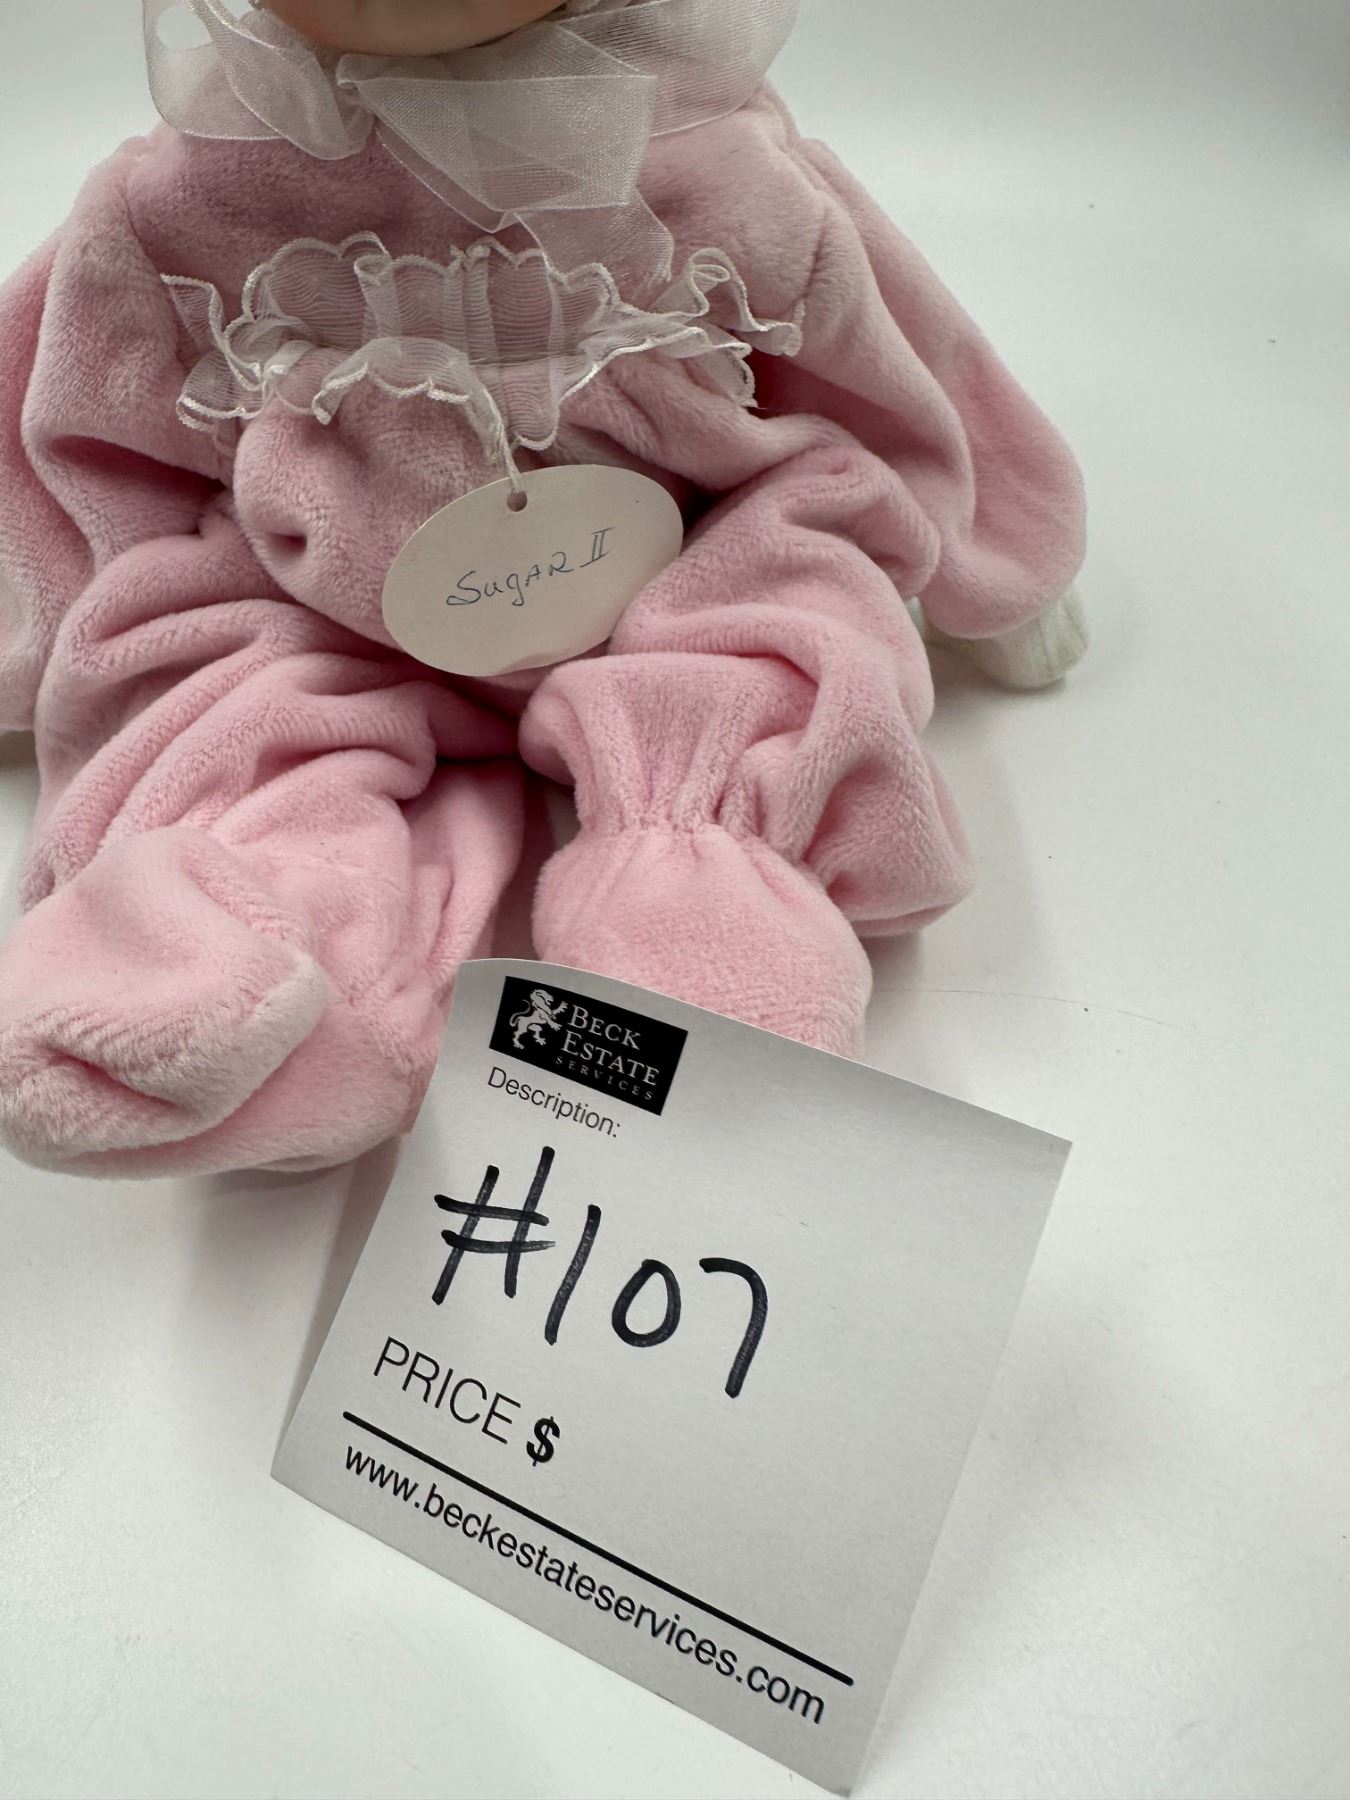 Sugar II
BECK
ESTATE
SERVICES
Description:
#107
PRICE $
www.beckestateservices.com